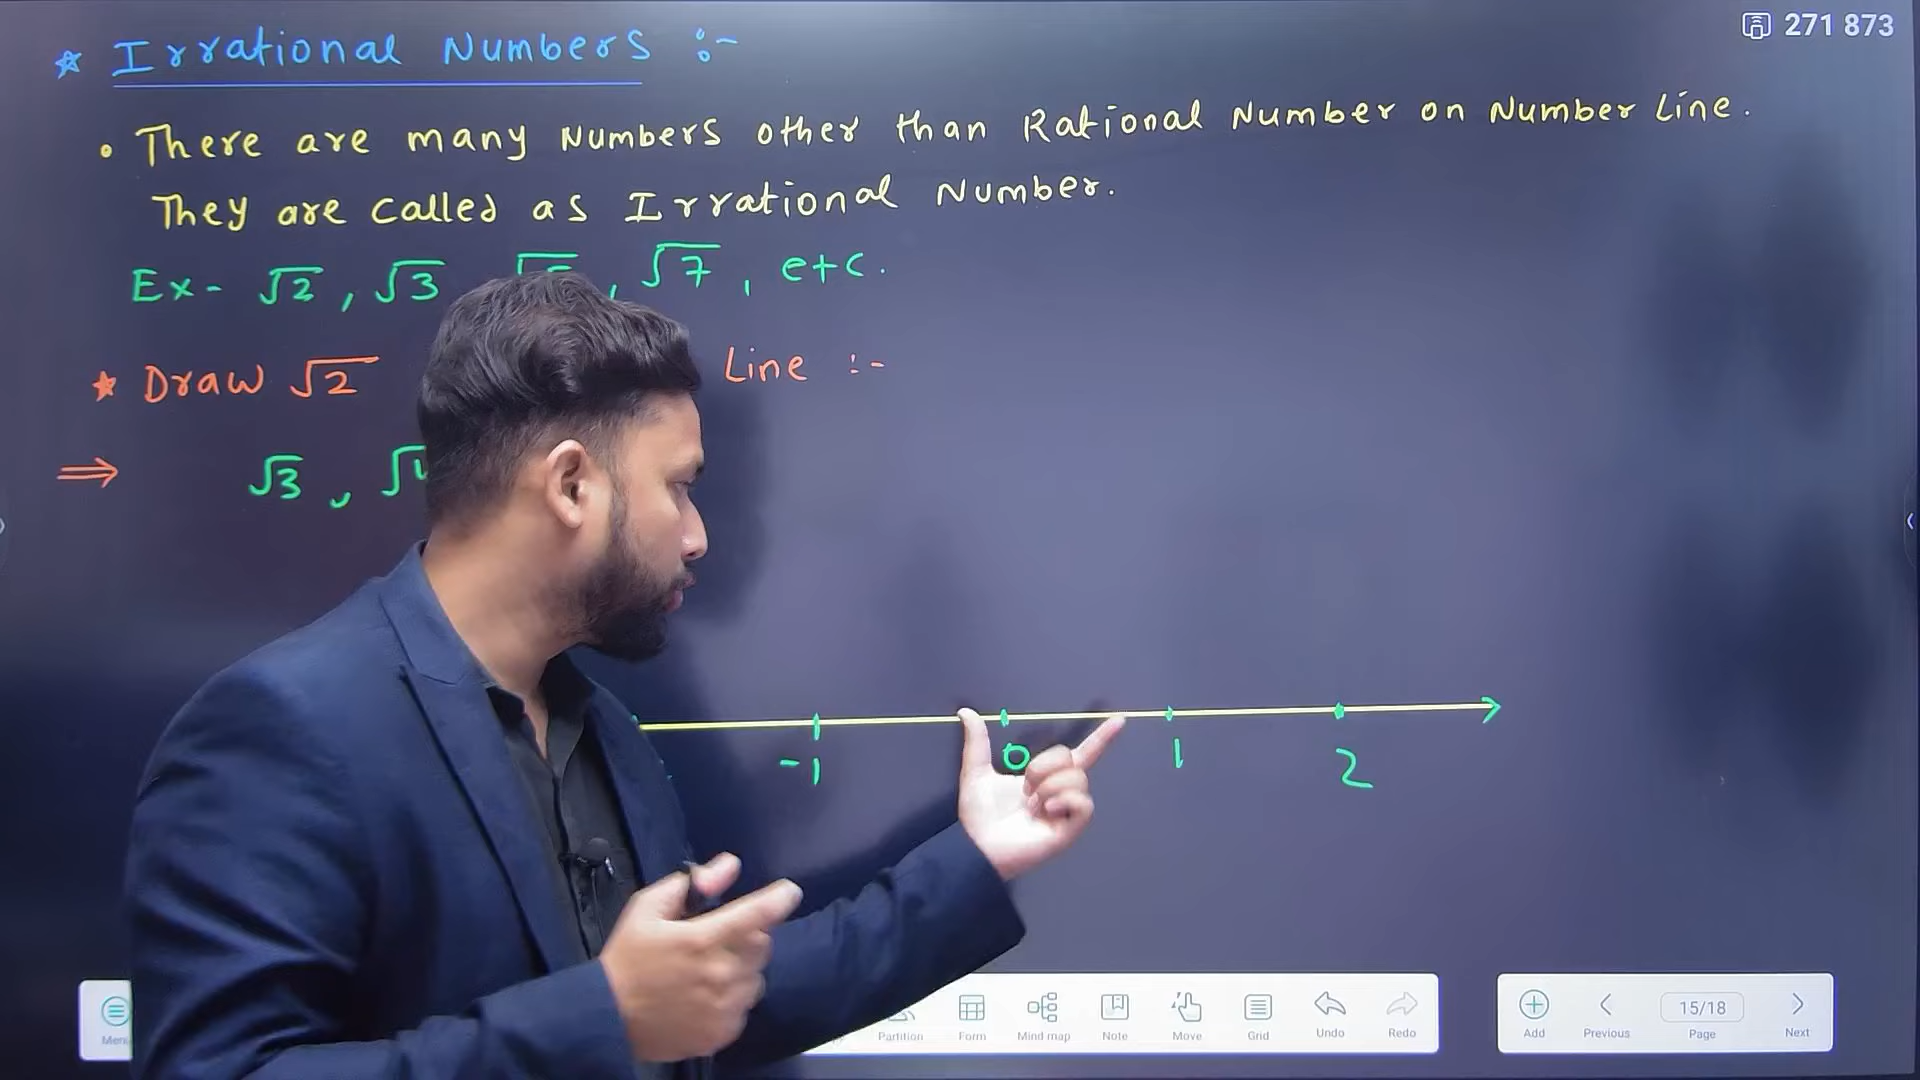 271 873
☆ Irrational Numbers :-
• There are many Numbers other than Rational Number on Number Line.
They are called as Irrational Number.
Ex- √2, √3 , √7, etc.
★ Draw √2 Line :-
⇒ √3, √4
-1 0 1 2
Partition Form Mind map Note Move Grid Undo Redo
Add Previous 15/18 Page Next